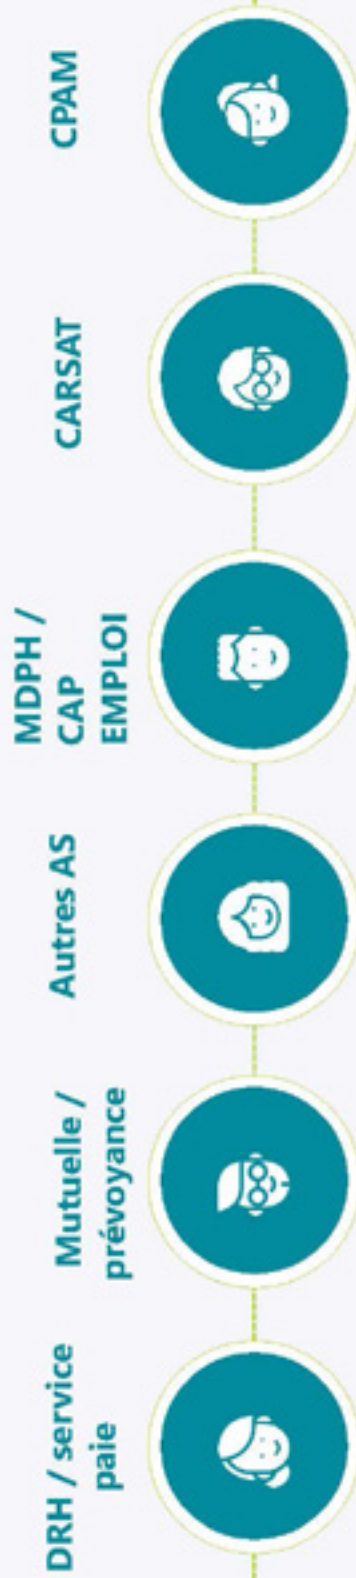 CPAM
CARSAT
MDPH /
CAP
EMPLOI
Autres AS
Mutuelle /
prévoyance
DRH / service
paie